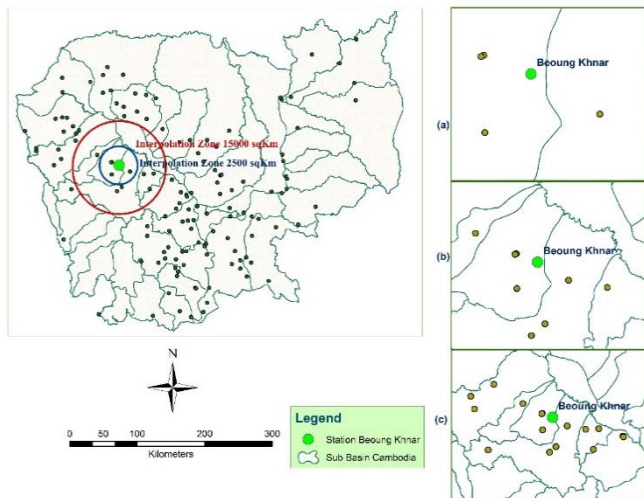 Interpolation Zone 15000 sqKm
Interpolation Zone 2500 sqKm
Beoung Khnar
(a)
Beoung Khnar
(b)
Beoung Khnar
(c)
N
0 50 100 200 300
Kilometers
Legend
Station Beoung Khnar
Sub Basin Cambodia